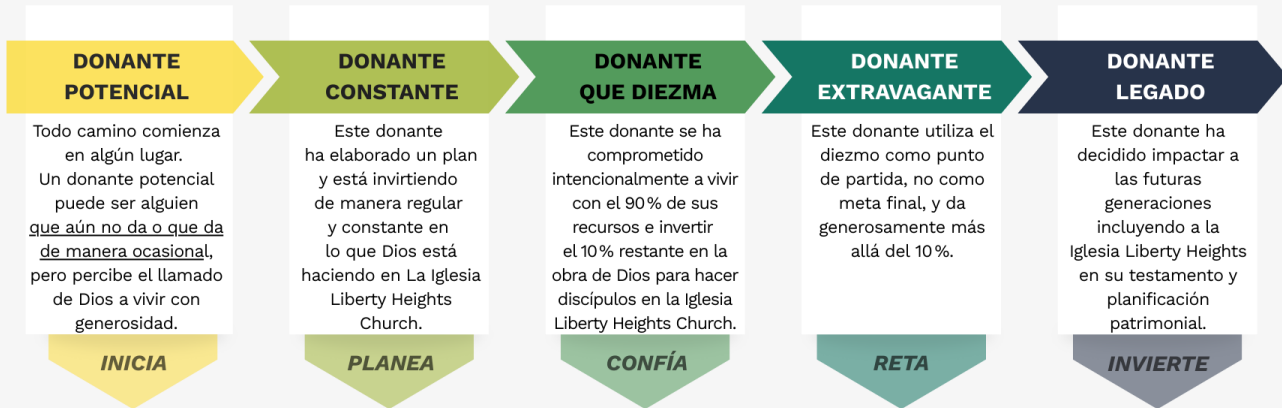 DONANTE
POTENCIAL
Todo camino comienza
en algún lugar.
Un donante potencial
puede ser alguien
que aún no da o que da
de manera ocasional,
pero percibe el llamado
de Dios a vivir con
generosidad.
INICIA
DONANTE
CONSTANTE
Este donante
ha elaborado un plan
y está invirtiendo
de manera regular
y constante en
lo que Dios está
haciendo en La Iglesia
Liberty Heights
Church.
PLANEA
DONANTE
QUE DIEZMA
Este donante se ha
comprometido
intencionalmente a vivir
con el 90% de sus
recursos e invertir
el 10% restante en la
obra de Dios para hacer
discípulos en la Iglesia
Liberty Heights Church.
CONFÍA
DONANTE
EXTRAVAGANTE
Este donante utiliza el
diezmo como punto
de partida, no como
meta final, y da
generosamente más
allá del 10%.
RETA
DONANTE
LEGADO
Este donante ha
decidido impactar a
las futuras
generaciones
incluyendo a la
Iglesia Liberty Heights
en su testamento y
planificación
patrimonial.
INVIERTE